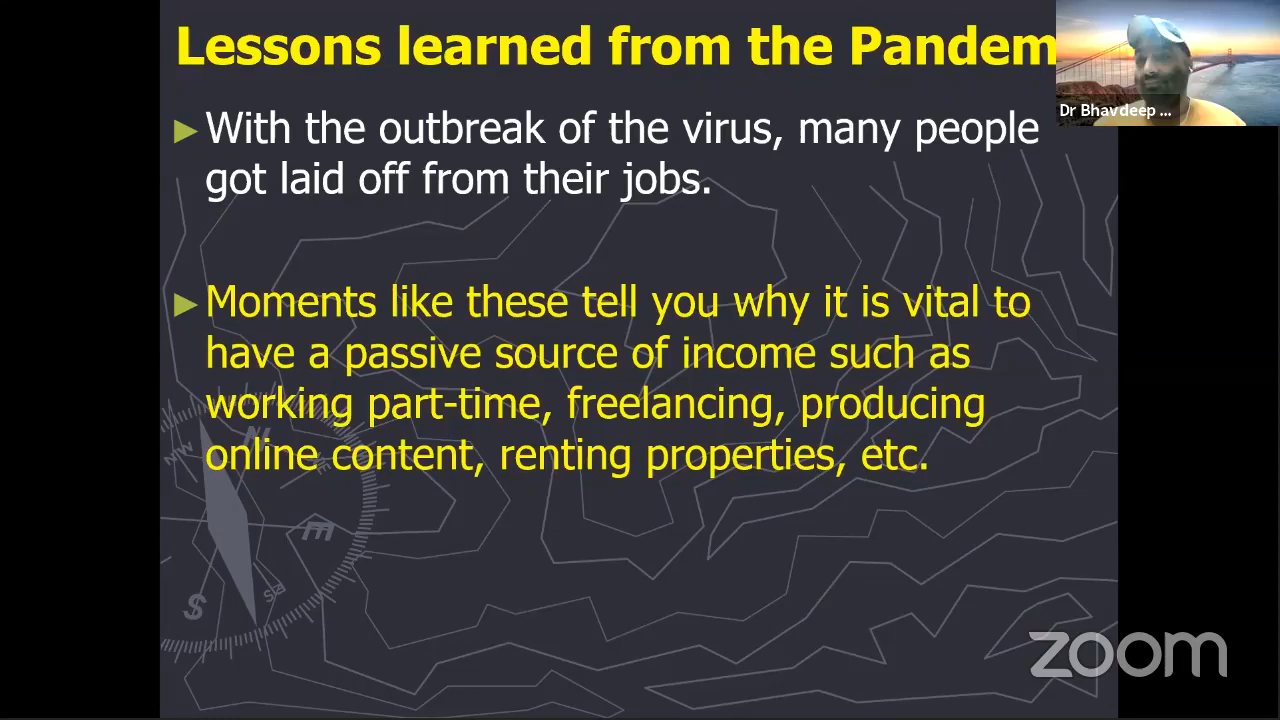 Lessons learned from the Pandem
Dr Bhavdeep ...
►With the outbreak of the virus, many people
got laid off from their jobs.
►Moments like these tell you why it is vital to
have a passive source of income such as
working part-time, freelancing, producing
online content, renting properties, etc.
N
NW
E
SE
S
zoom